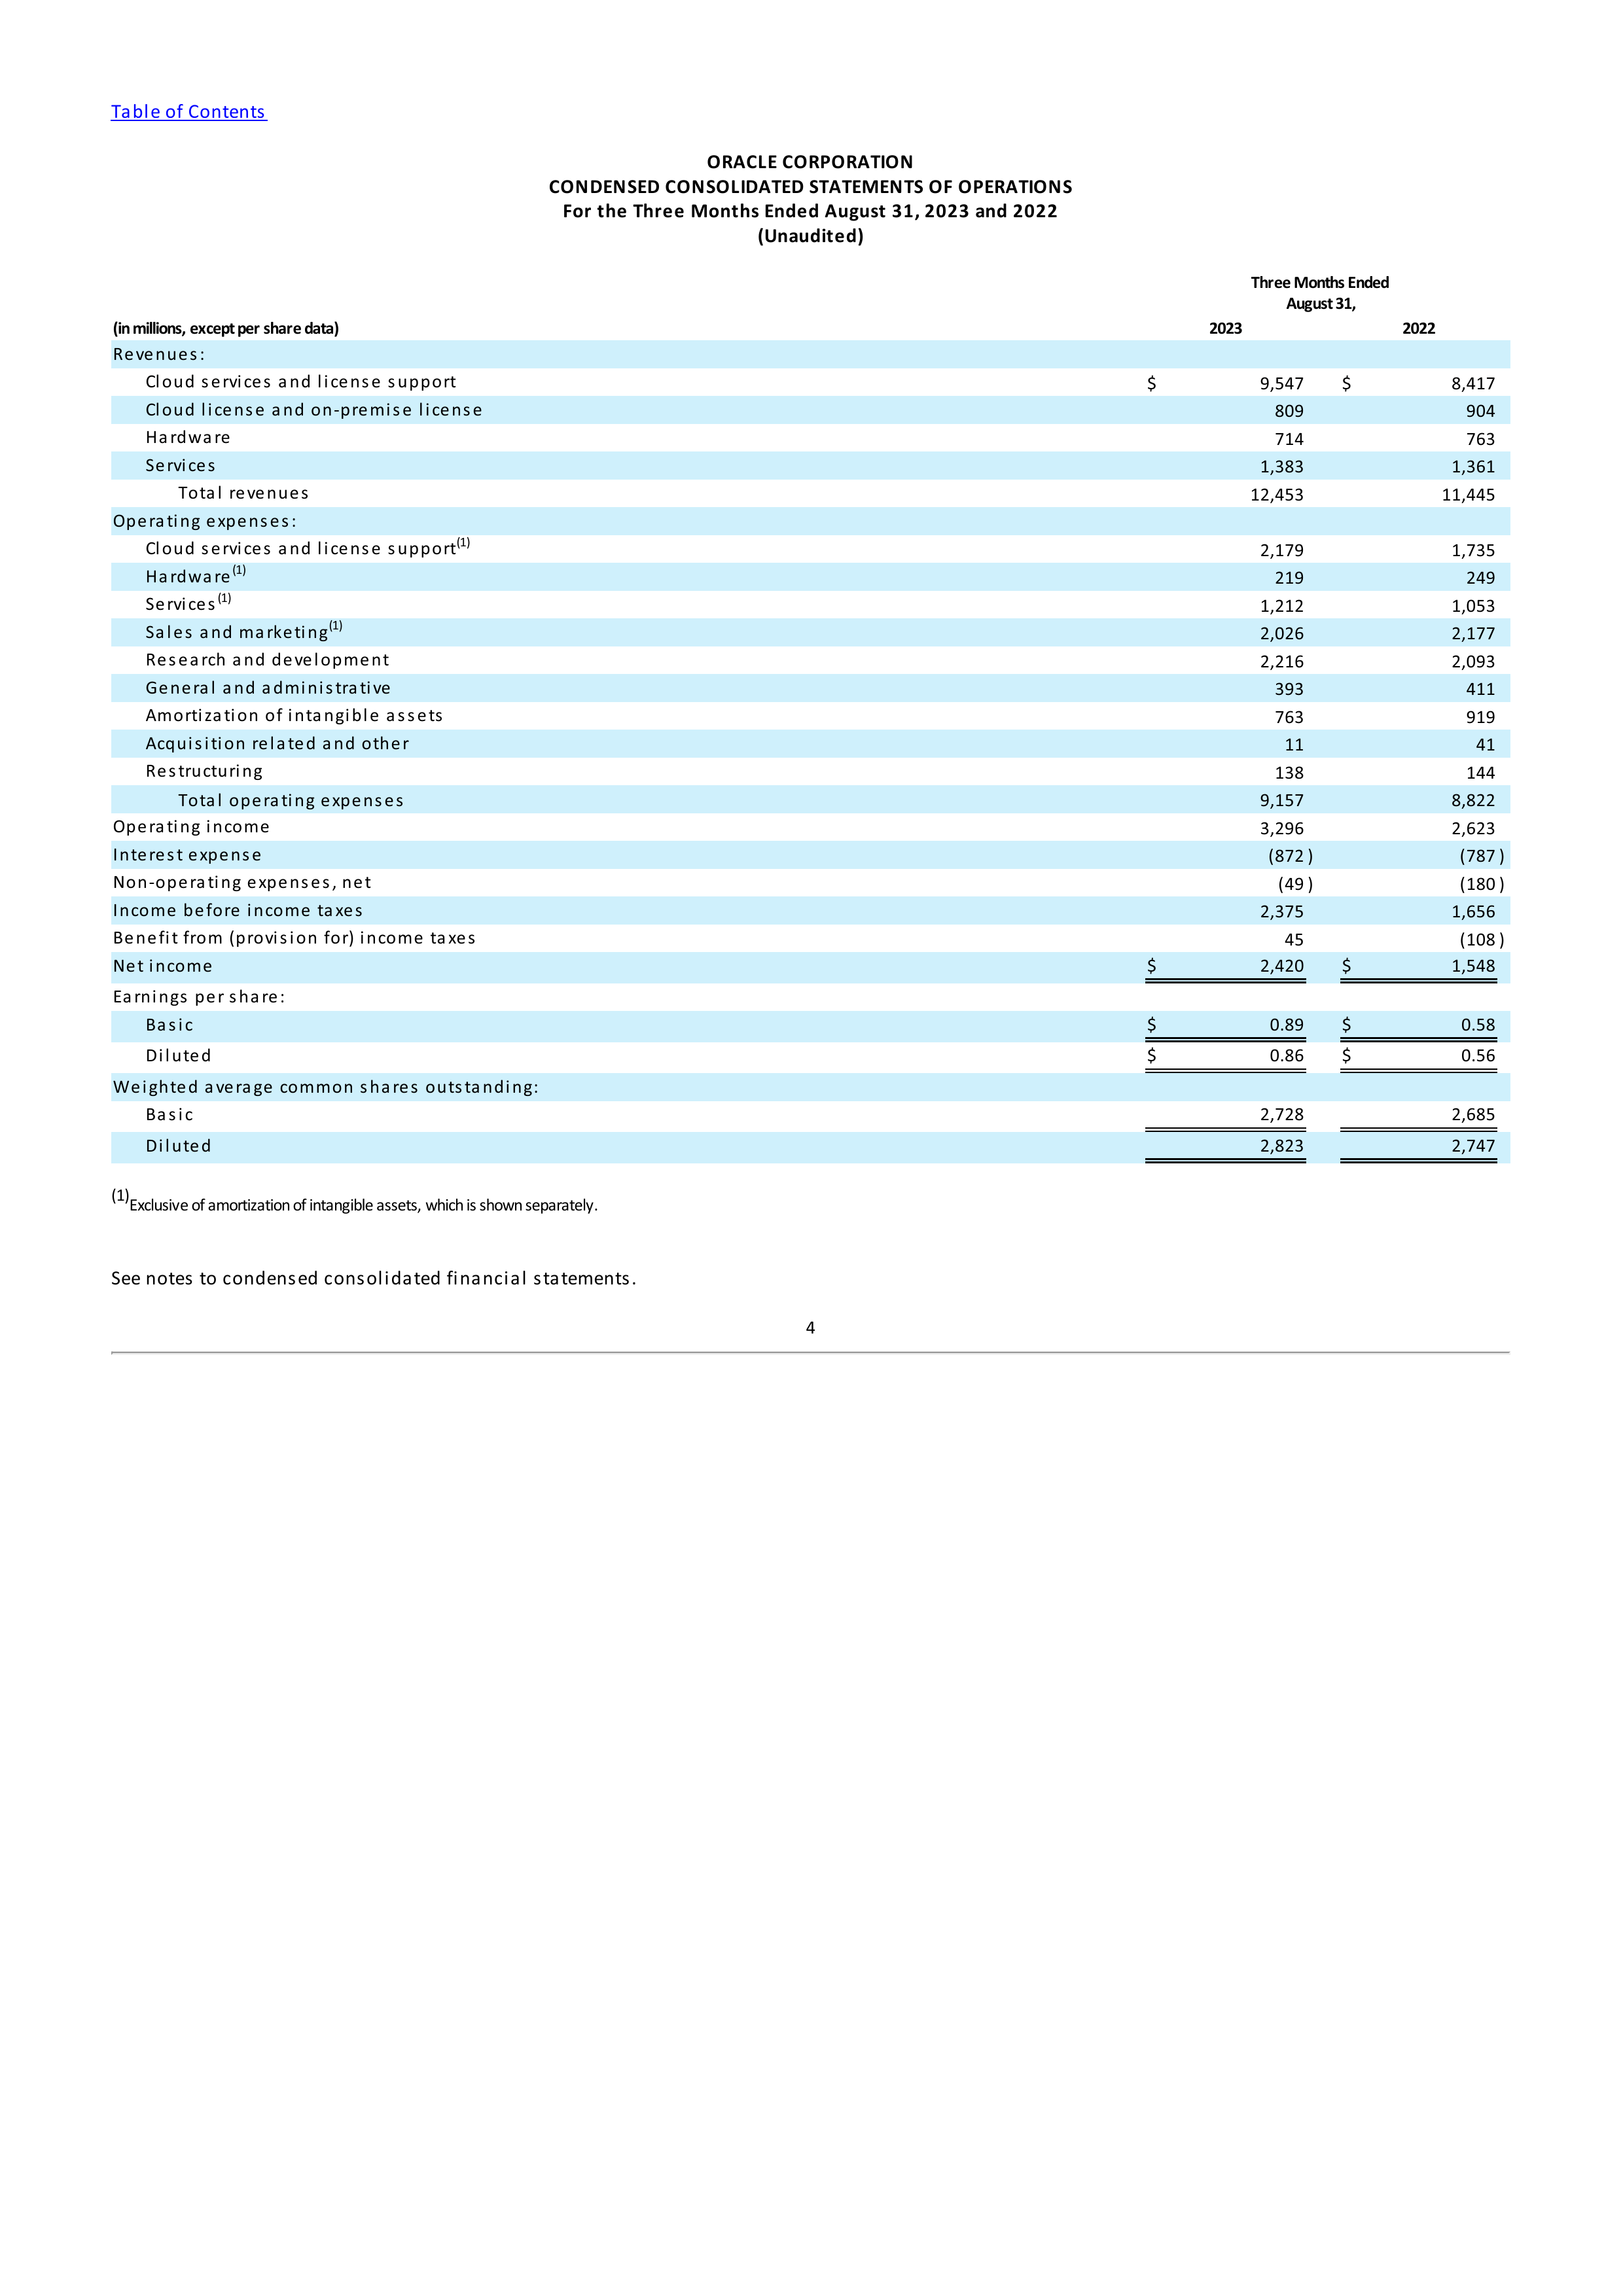 Table of Contents
ORACLE CORPORATION
CONDENSED CONSOLIDATED STATEMENTS OF OPERATIONS
For the Three Months Ended August 31, 2023 and 2022
(Unaudited)
Three Months Ended
August 31,
(in millions, except per share data) 2023 2022
Revenues:
Cloud services and license support $ 9,547 $ 8,417
Cloud license and on-premise license 809 904
Hardware 714 763
Services 1,383 1,361
Total revenues 12,453 11,445
Operating expenses:
Cloud services and license support(1) 2,179 1,735
Hardware(1) 219 249
Services(1) 1,212 1,053
Sales and marketing(1) 2,026 2,177
Research and development 2,216 2,093
General and administrative 393 411
Amortization of intangible assets 763 919
Acquisition related and other 11 41
Restructuring 138 144
Total operating expenses 9,157 8,822
Operating income 3,296 2,623
Interest expense (872) (787)
Non-operating expenses, net (49) (180)
Income before income taxes 2,375 1,656
Benefit from (provision for) income taxes 45 (108)
Net income $ 2,420 $ 1,548
Earnings per share:
Basic $ 0.89 $ 0.58
Diluted $ 0.86 $ 0.56
Weighted average common shares outstanding:
Basic 2,728 2,685
Diluted 2,823 2,747
(1)Exclusive of amortization of intangible assets, which is shown separately.
See notes to condensed consolidated financial statements.
4